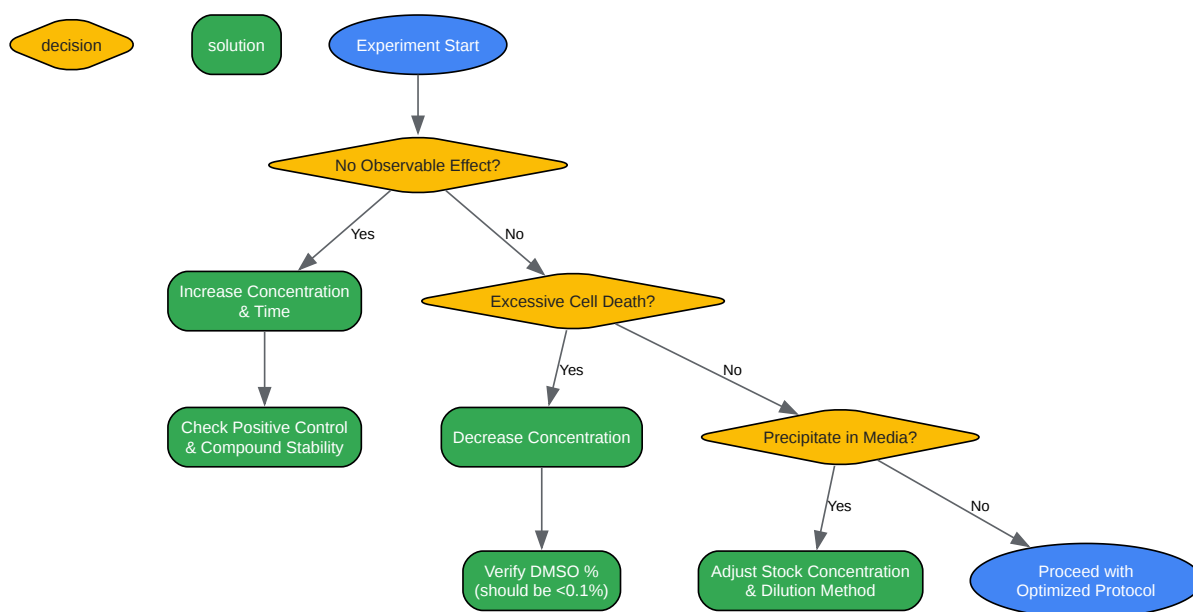 decision
solution
Experiment Start
No Observable Effect?
Yes
No
Increase Concentration
& Time
Excessive Cell Death?
Yes
No
Check Positive Control
& Compound Stability
Decrease Concentration
Precipitate in Media?
Yes
No
Verify DMSO %
(should be <0.1%)
Adjust Stock Concentration
& Dilution Method
Proceed with
Optimized Protocol